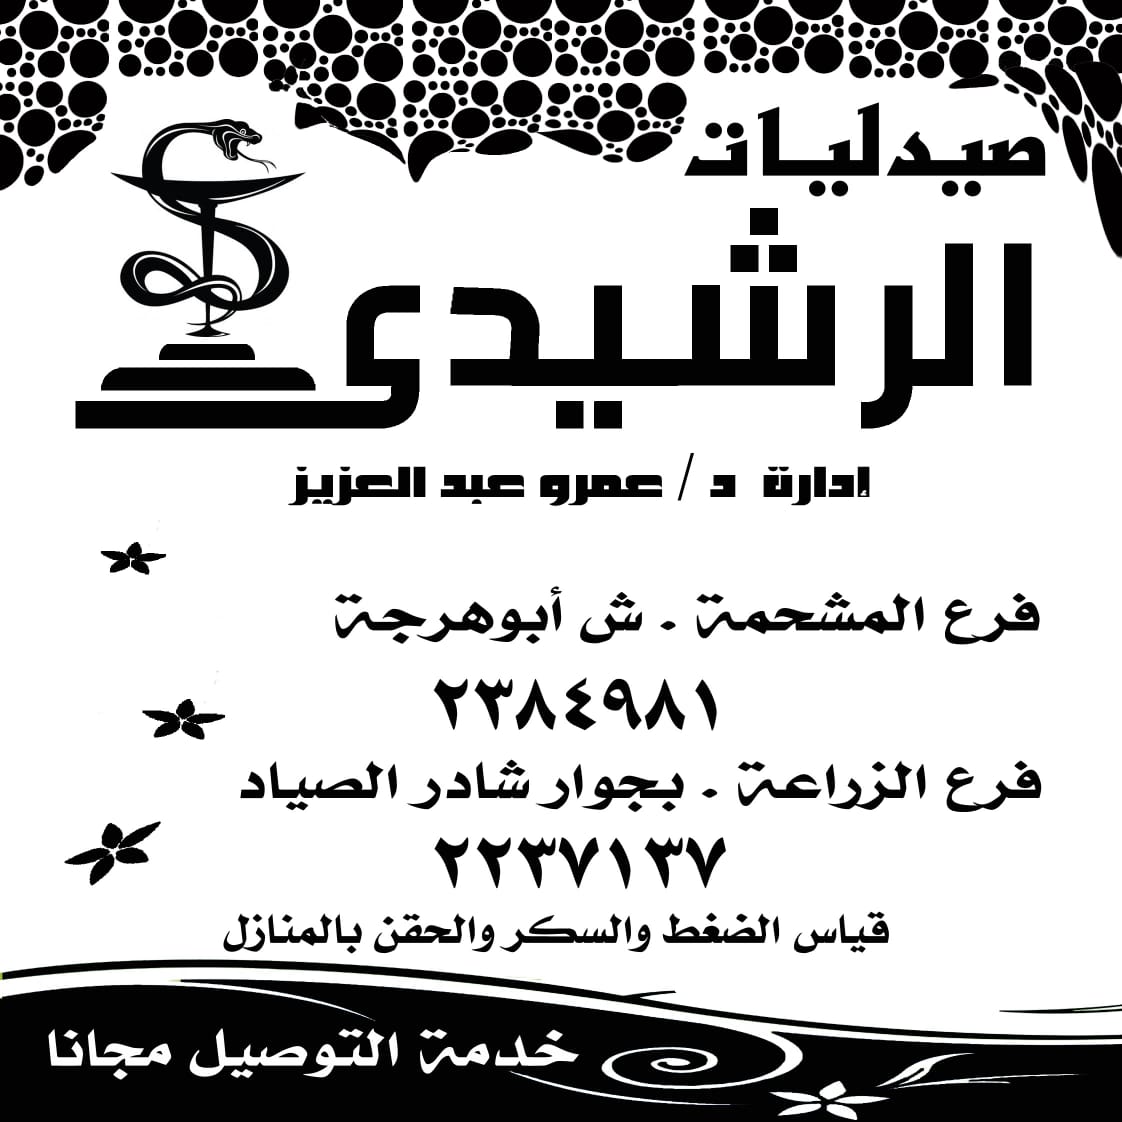 صيدليات
الرشيدى
إدارة د / عمرو عبد العزيز
فرع المشحمة . ش أبوهرجة
٢٣٨٤٩٨١
فرع الزراعة . بجوار شادر الصياد
٢٢٣٧١٣٧
قياس الضغط والسكر والحقن بالمنازل
خدمة التوصيل مجانا